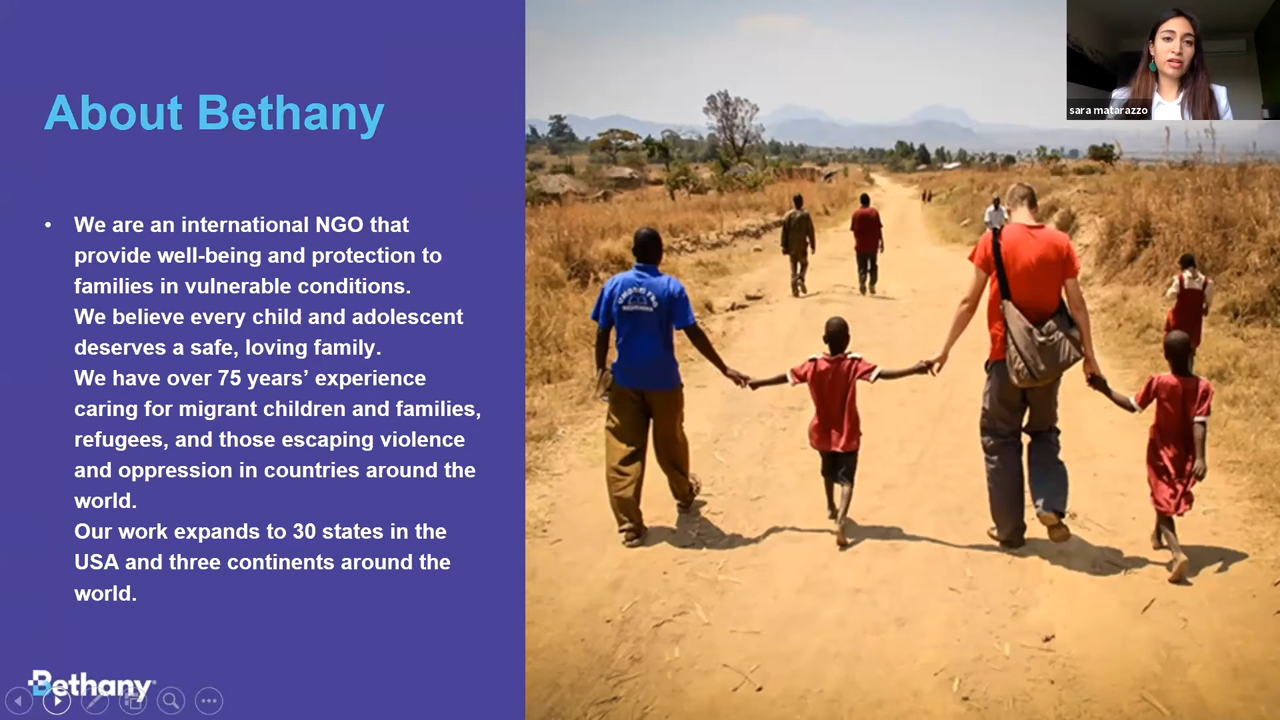 sara matarazzo
About Bethany
• We are an international NGO that
provide well-being and protection to
families in vulnerable conditions.
We believe every child and adolescent
deserves a safe, loving family.
We have over 75 years’ experience
caring for migrant children and families,
refugees, and those escaping violence
and oppression in countries around the
world.
Our work expands to 30 states in the
USA and three continents around the
world.
Bethany